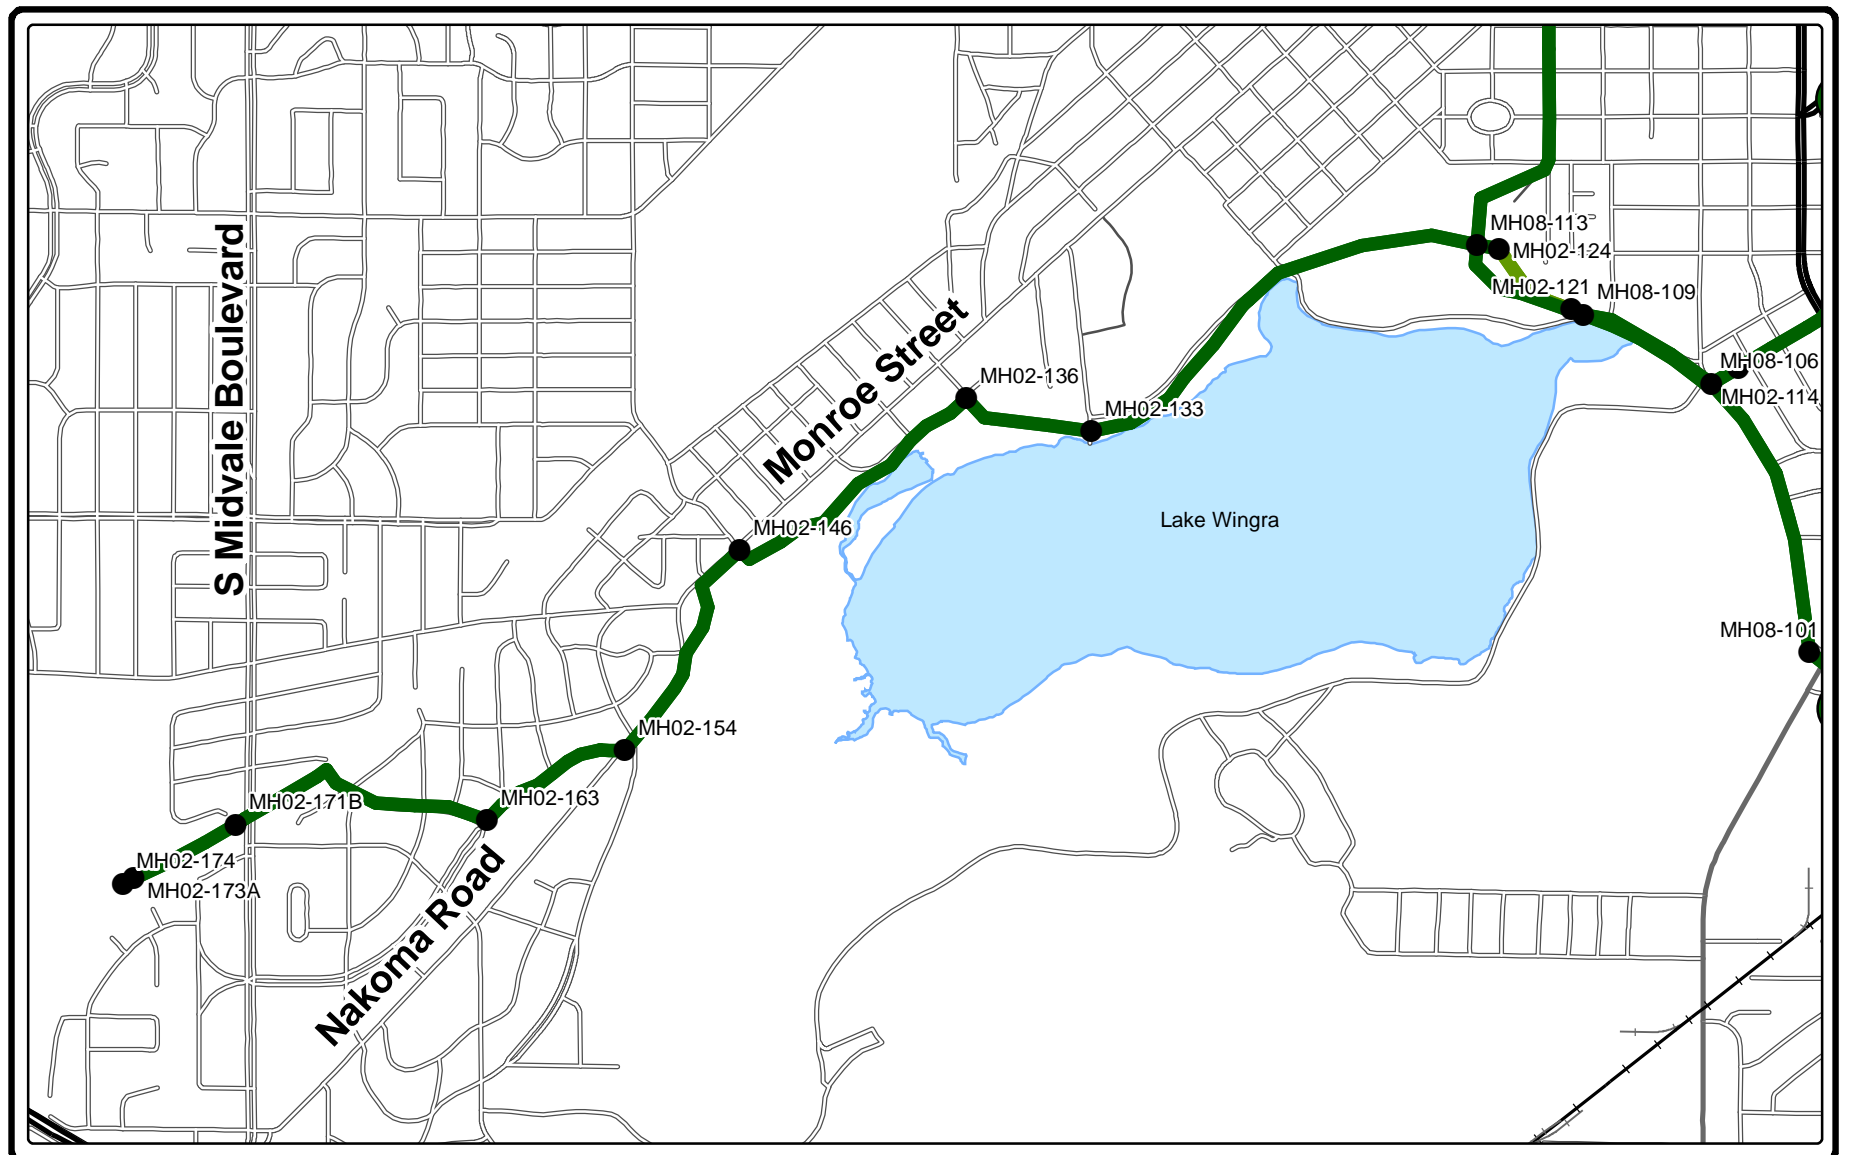 MH08-113
MH02-124
MH02-121
MH08-109
S Midvale Boulevard
Monroe Street
MH08-106
MH02-136
MH02-114
MH02-133
Lake Wingra
MH02-146
MH08-101
MH02-154
MH02-163
MH02-171B
MH02-174
MH02-173A
Nakoma Road